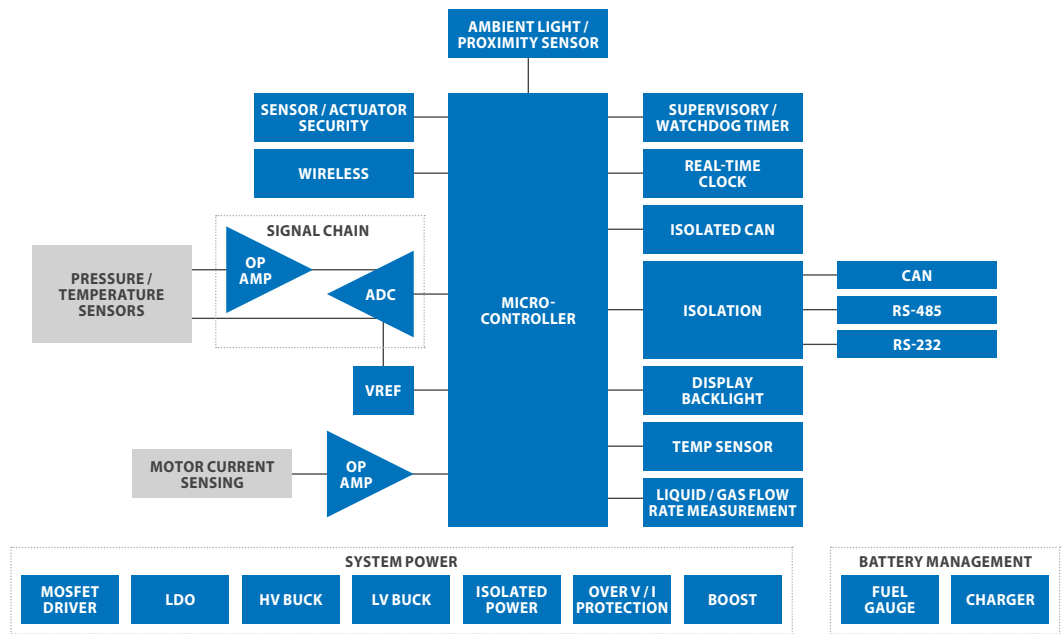 AMBIENT LIGHT /
PROXIMITY SENSOR
SENSOR / ACTUATOR
SECURITY
WIRELESS
SIGNAL CHAIN
OP
AMP
ADC
PRESSURE /
TEMPERATURE
SENSORS
VREF
MOTOR CURRENT
SENSING
OP
AMP
MICRO-
CONTROLLER
SUPERVISORY /
WATCHDOG TIMER
REAL-TIME
CLOCK
ISOLATED CAN
ISOLATION
CAN
RS-485
RS-232
DISPLAY
BACKLIGHT
TEMP SENSOR
LIQUID / GAS FLOW
RATE MEASUREMENT
SYSTEM POWER
MOSFET
DRIVER
LDO
HV BUCK
LV BUCK
ISOLATED
POWER
OVER V / I
PROTECTION
BOOST
BATTERY MANAGEMENT
FUEL
GAUGE
CHARGER